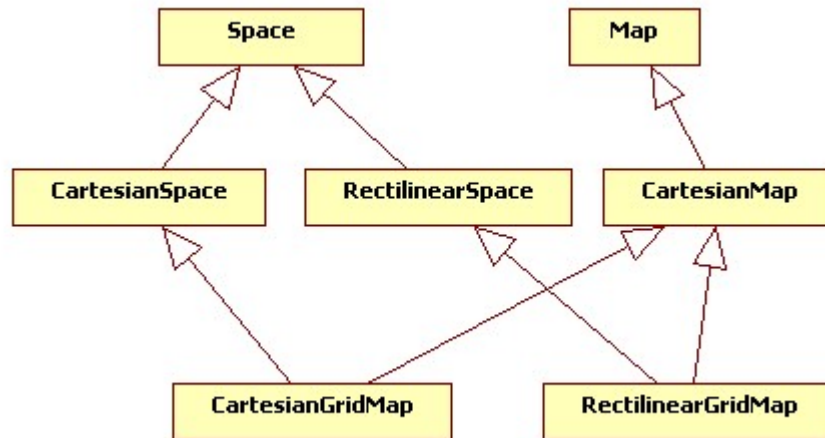 Space
Map
CartesianSpace
RectilinearSpace
CartesianMap
CartesianGridMap
RectilinearGridMap